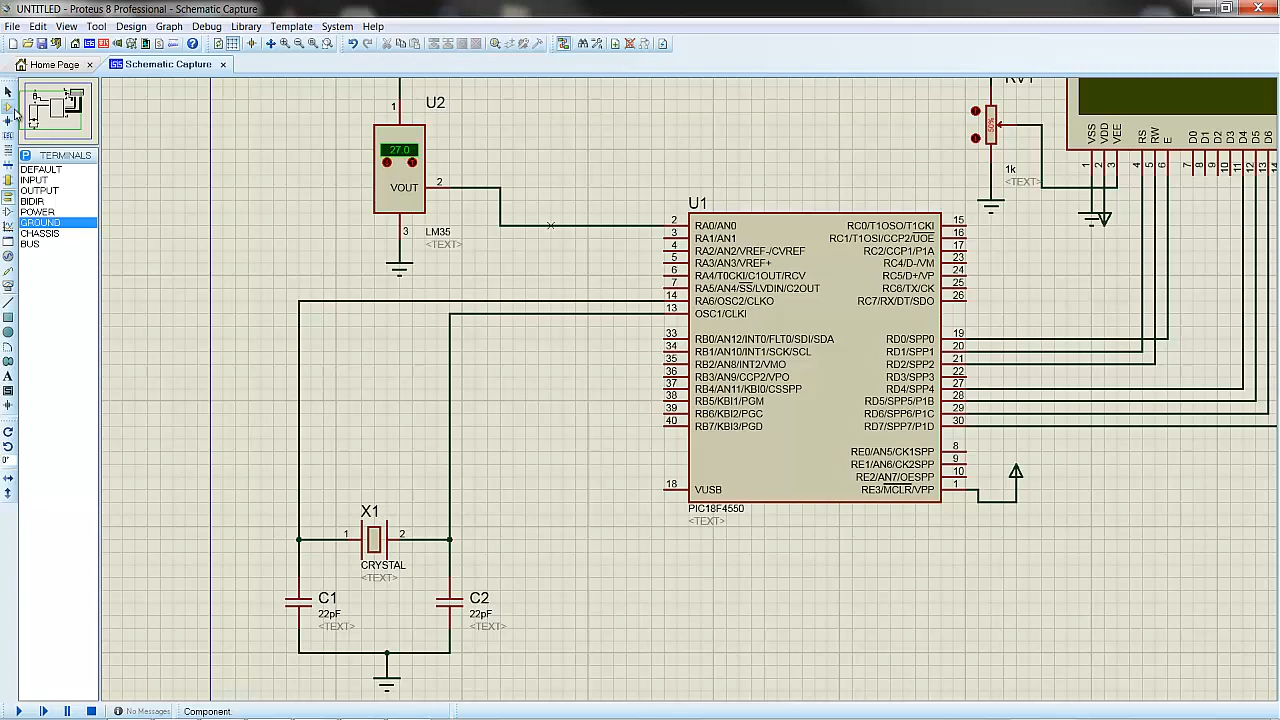 UNTITLED - Proteus 8 Professional - Schematic Capture
File Edit View Tool Design Graph Debug Library Template System Help
Home Page × Schematic Capture ×
P TERMINALS
DEFAULT
INPUT
OUTPUT
BIDIR
POWER
GROUND
CHASSIS
BUS
0°
1 U2
27.0
VOUT 2
3 LM35
<TEXT>
RV1
50%
1k
<TEXT>
VSS VDD VEE RS RW E D0 D1 D2 D3 D4 D5 D6
1 2 3 4 5 6 7 8 9 10 11 12 13 14
U1
2 RA0/AN0 RC0/T1OSO/T1CKI 15
3 RA1/AN1 RC1/T1OSI/CCP2/UOE 16
4 RA2/AN2/VREF-/CVREF RC2/CCP1/P1A 17
5 RA3/AN3/VREF+ RC4/D-/VM 23
6 RA4/T0CKI/C1OUT/RCV RC5/D+/VP 24
7 RA5/AN4/SS/LVDIN/C2OUT RC6/TX/CK 25
14 RA6/OSC2/CLKO RC7/RX/DT/SDO 26
13 OSC1/CLKI
33 RB0/AN12/INT0/FLT0/SDI/SDA RD0/SPP0 19
34 RB1/AN10/INT1/SCK/SCL RD1/SPP1 20
35 RB2/AN8/INT2/VMO RD2/SPP2 21
36 RB3/AN9/CCP2/VPO RD3/SPP3 22
37 RB4/AN11/KBI0/CSSPP RD4/SPP4 27
38 RB5/KBI1/PGM RD5/SPP5/P1B 28
39 RB6/KBI2/PGC RD6/SPP6/P1C 29
40 RB7/KBI3/PGD RD7/SPP7/P1D 30
RE0/AN5/CK1SPP 8
RE1/AN6/CK2SPP 9
RE2/AN7/OESPP 10
18 VUSB RE3/MCLR/VPP 1
PIC18F4550
<TEXT>
X1
1 2
CRYSTAL
<TEXT>
C1
22pF
<TEXT>
C2
22pF
<TEXT>
No Messages Component.